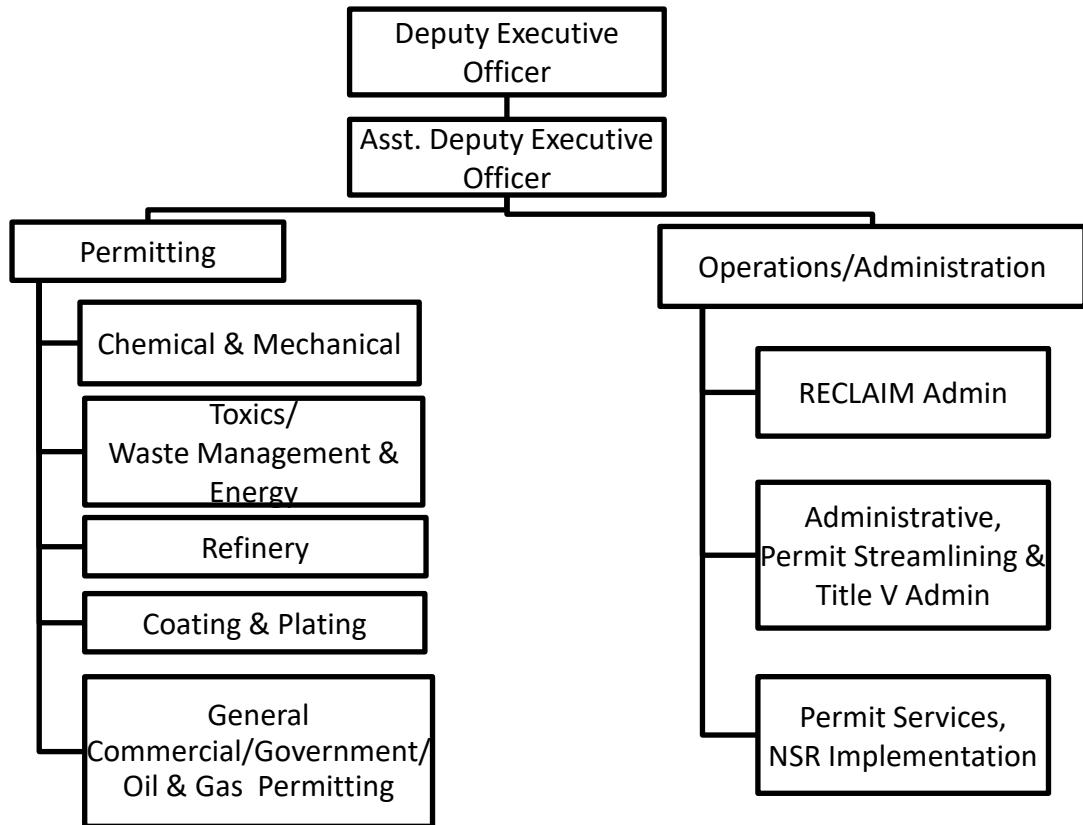 Deputy Executive
Officer
Asst. Deputy Executive
Officer
Permitting
Chemical & Mechanical
Toxics/
Waste Management &
Energy
Refinery
Coating & Plating
General
Commercial/Government/
Oil & Gas  Permitting
Operations/Administration
RECLAIM Admin
Administrative,
Permit Streamlining &
Title V Admin
Permit Services,
NSR Implementation